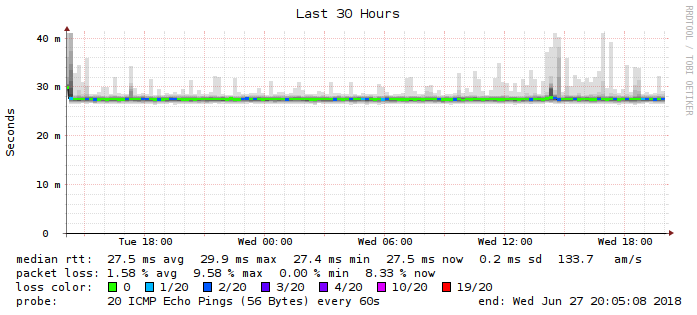 Last 30 Hours
RRDTOOL / TOBI OETIKER
Seconds
40 m
30 m
20 m
10 m
0
Tue 18:00 Wed 00:00 Wed 06:00 Wed 12:00 Wed 18:00
median rtt: 27.5 ms avg 29.9 ms max 27.4 ms min 27.5 ms now 0.2 ms sd 133.7 am/s
packet loss: 1.58 % avg 9.58 % max 0.00 % min 8.33 % now
loss color: 0 1/20 2/20 3/20 4/20 10/20 19/20
probe: 20 ICMP Echo Pings (56 Bytes) every 60s end: Wed Jun 27 20:05:08 2018